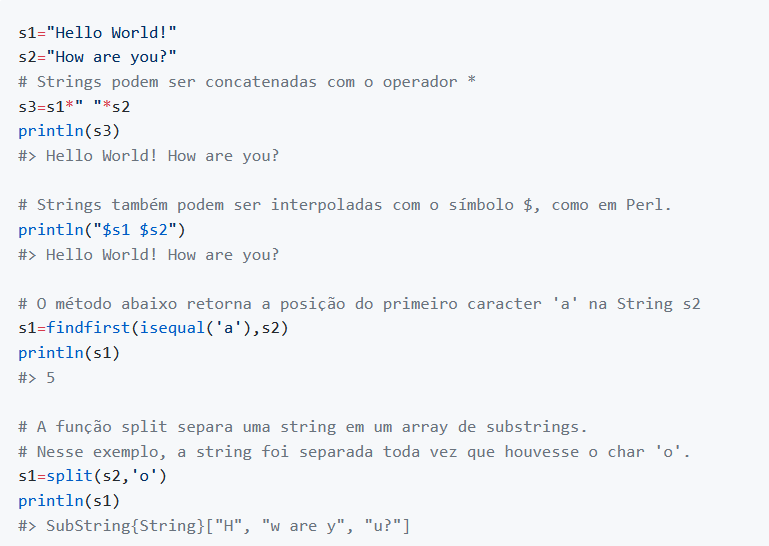 s1="Hello World!"
s2="How are you?"
# Strings podem ser concatenadas com o operador *
s3=s1*" "*s2
println(s3)
#> Hello World! How are you?
# Strings também podem ser interpoladas com o símbolo $, como em Perl.
println("$s1 $s2")
#> Hello World! How are you?
# O método abaixo retorna a posição do primeiro caracter 'a' na String s2
s1=findfirst(isequal('a'),s2)
println(s1)
#> 5
# A função split separa uma string em um array de substrings.
# Nesse exemplo, a string foi separada toda vez que houvesse o char 'o'.
s1=split(s2,'o')
println(s1)
#> SubString{String}["H", "w are y", "u?"]